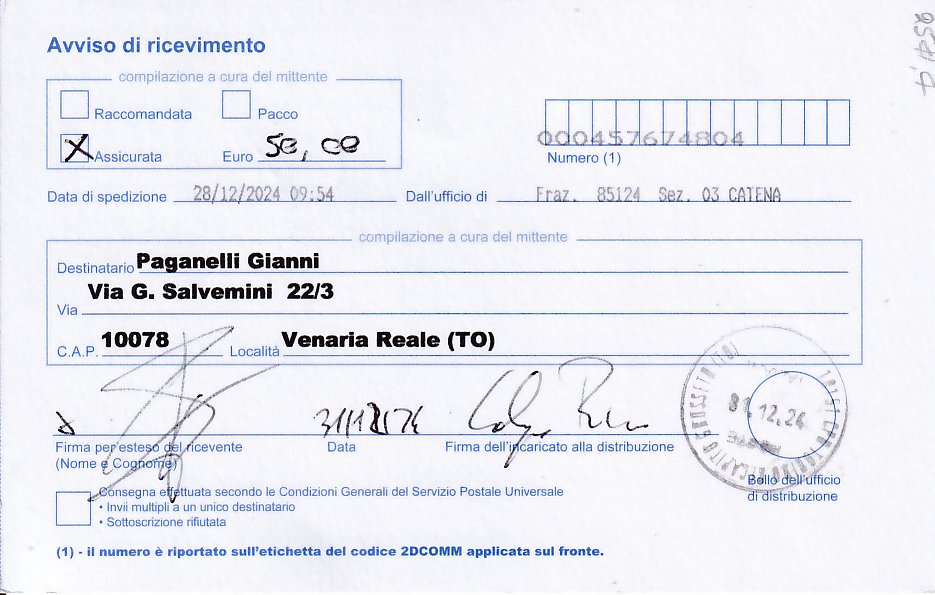 Avviso di ricevimento
compilazione a cura del mittente
Raccomandata Pacco
X Assicurata Euro 50,00
000457674804
Numero (1)
Data di spedizione 28/12/2024 09:54 Dall'ufficio di Fraz. 85124 Sez. 03 CATENA
compilazione a cura del mittente
Destinatario Paganelli Gianni
Via G. Salvemini 22/3
Via
C.A.P. 10078 Località Venaria Reale (TO)
31.12.24
Firma per esteso del ricevente Data Firma dell'incaricato alla distribuzione
(Nome e Cognome)
Bollo dell'ufficio
di distribuzione
Consegna effettuata secondo le Condizioni Generali del Servizio Postale Universale
• Invii multipli a un unico destinatario
• Sottoscrizione rifiutata
(1) - il numero è riportato sull'etichetta del codice 2DCOMM applicata sul fronte.